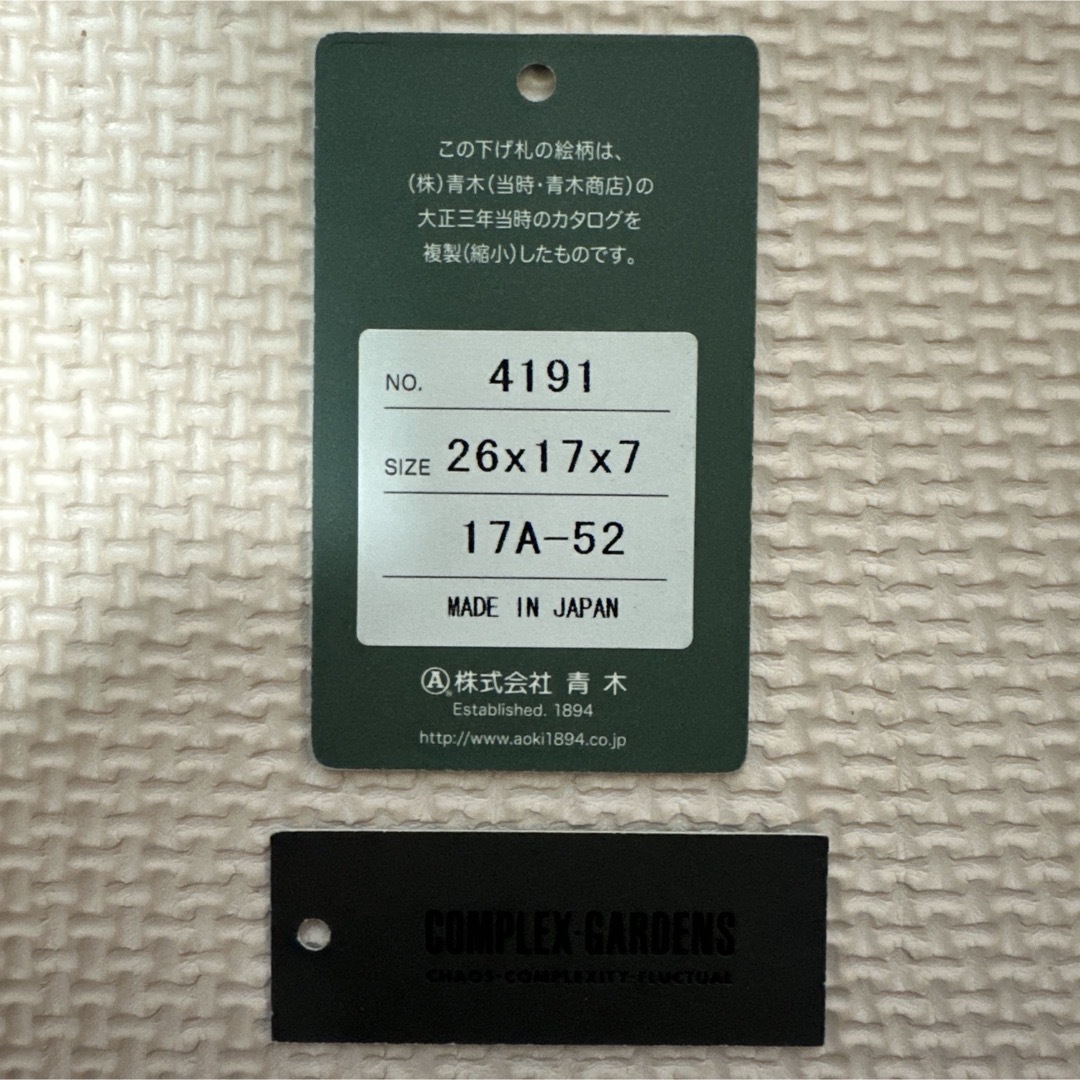 この下げ札の絵柄は、
(株)青木(当時・青木商店)の
大正三年当時のカタログを
複製(縮小)したものです。
NO. 4191
SIZE 26x17x7
17A-52
MADE IN JAPAN
Ⓐ®株式会社 青木
Established. 1894
http://www.aoki1894.co.jp
COMPLEX·GARDENS
CHAOS·COMPLEXITY·FLUCTUAL